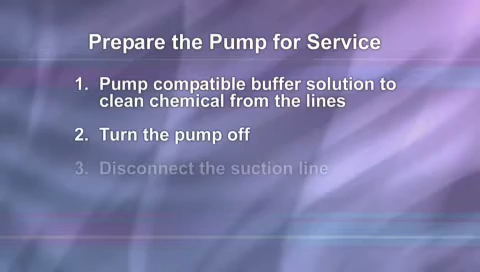 Prepare the Pump for Service
1. Pump compatible buffer solution to
clean chemical from the lines
2. Turn the pump off
3. Disconnect the suction line